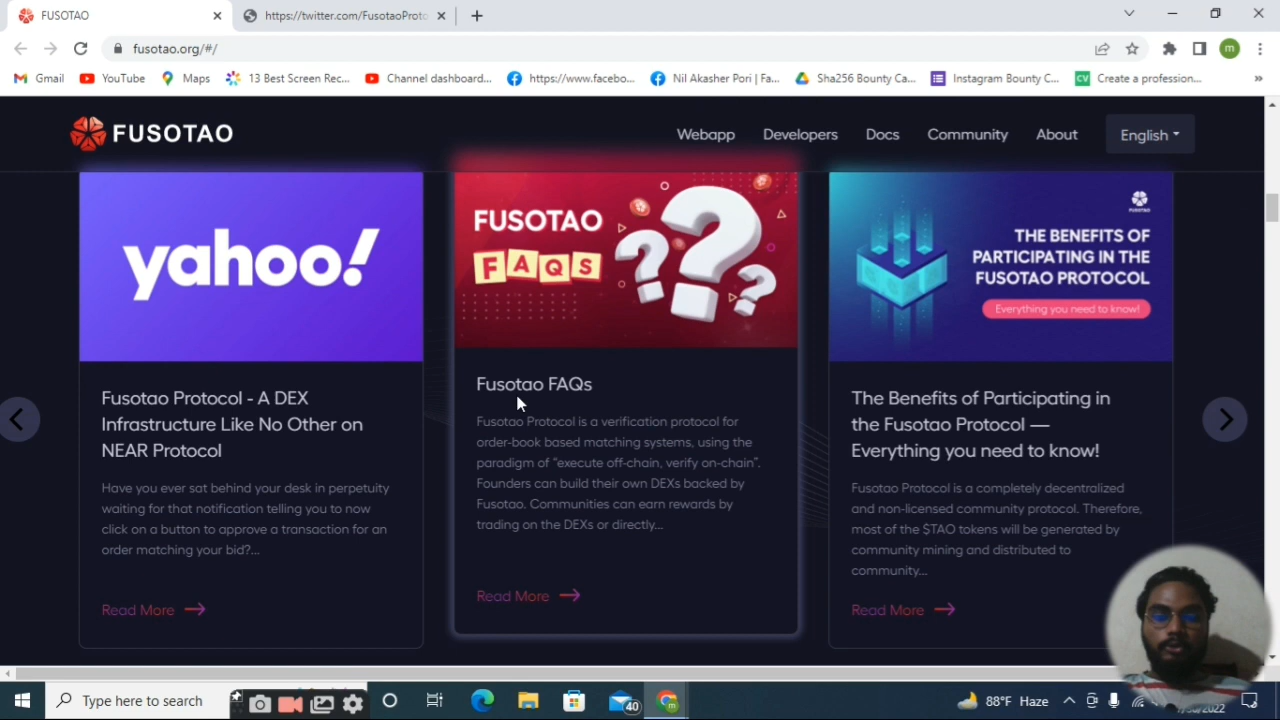 FUSOTAO
https://twitter.com/FusotaoProto
fusotao.org/#/
m
Gmail
YouTube
Maps
13 Best Screen Rec...
Channel dashboard...
https://www.facebo...
Nil Akasher Pori | Fa...
Sha256 Bounty Ca...
Instagram Bounty C...
CV
Create a profession...
»
FUSOTAO
Webapp
Developers
Docs
Community
About
English
yahoo!
FUSOTAO
FAQS
???
FUSOTAO
THE BENEFITS OF
PARTICIPATING IN THE
FUSOTAO PROTOCOL
Everything you need to know!
Fusotao Protocol - A DEX
Infrastructure Like No Other on
NEAR Protocol
Have you ever sat behind your desk in perpetuity
waiting for that notification telling you to now
click on a button to approve a transaction for an
order matching your bid?...
Read More
Fusotao FAQs
Fusotao Protocol is a verification protocol for
order-book based matching systems, using the
paradigm of “execute off-chain, verify on-chain”.
Founders can build their own DEXs backed by
Fusotao. Communities can earn rewards by
trading on the DEXs or directly...
Read More
The Benefits of Participating in
the Fusotao Protocol —
Everything you need to know!
Fusotao Protocol is a completely decentralized
and non-licensed community protocol. Therefore,
most of the $TAO tokens will be generated by
community mining and distributed to
community...
Read More
Type here to search
40
88°F Haze